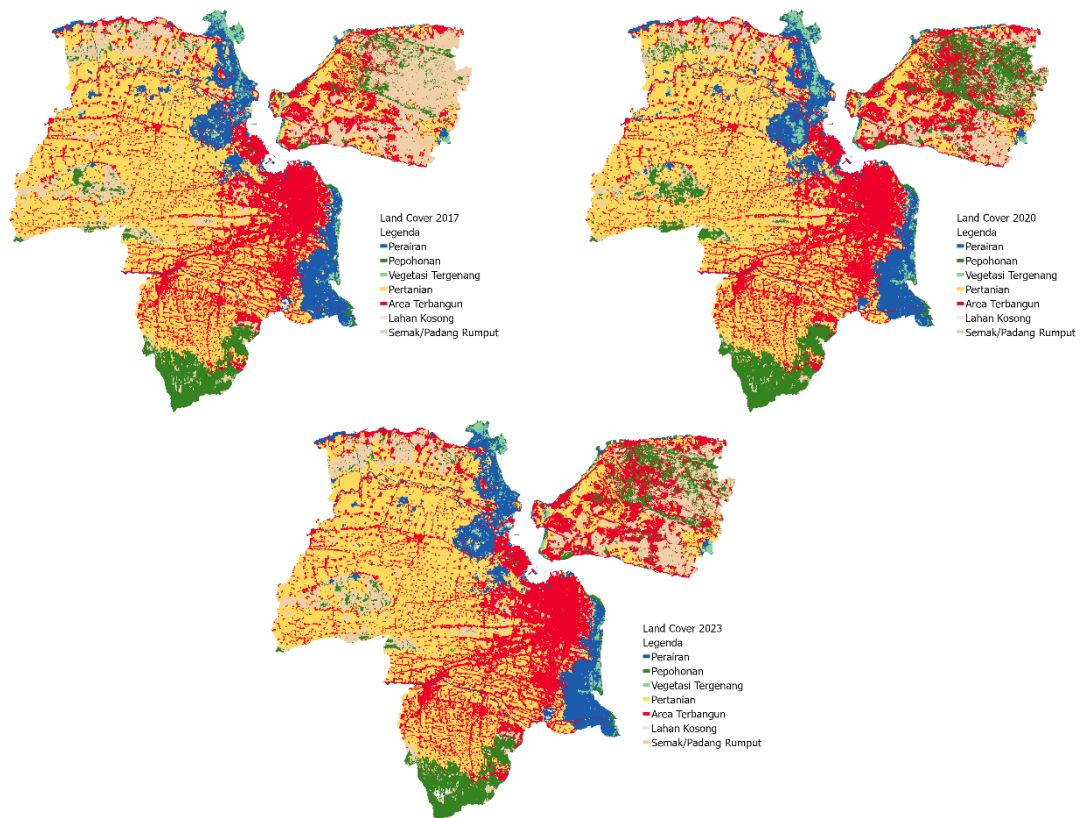 Land Cover 2017
Legenda
Perairan
Pepohonan
Vegetasi Tergenang
Pertanian
Area Terbangun
Lahan Kosong
Semak/Padang Rumput
Land Cover 2020
Legenda
Perairan
Pepohonan
Vegetasi Tergenang
Pertanian
Area Terbangun
Lahan Kosong
Semak/Padang Rumput
Land Cover 2023
Legenda
Perairan
Pepohonan
Vegetasi Tergenang
Pertanian
Area Terbangun
Lahan Kosong
Semak/Padang Rumput